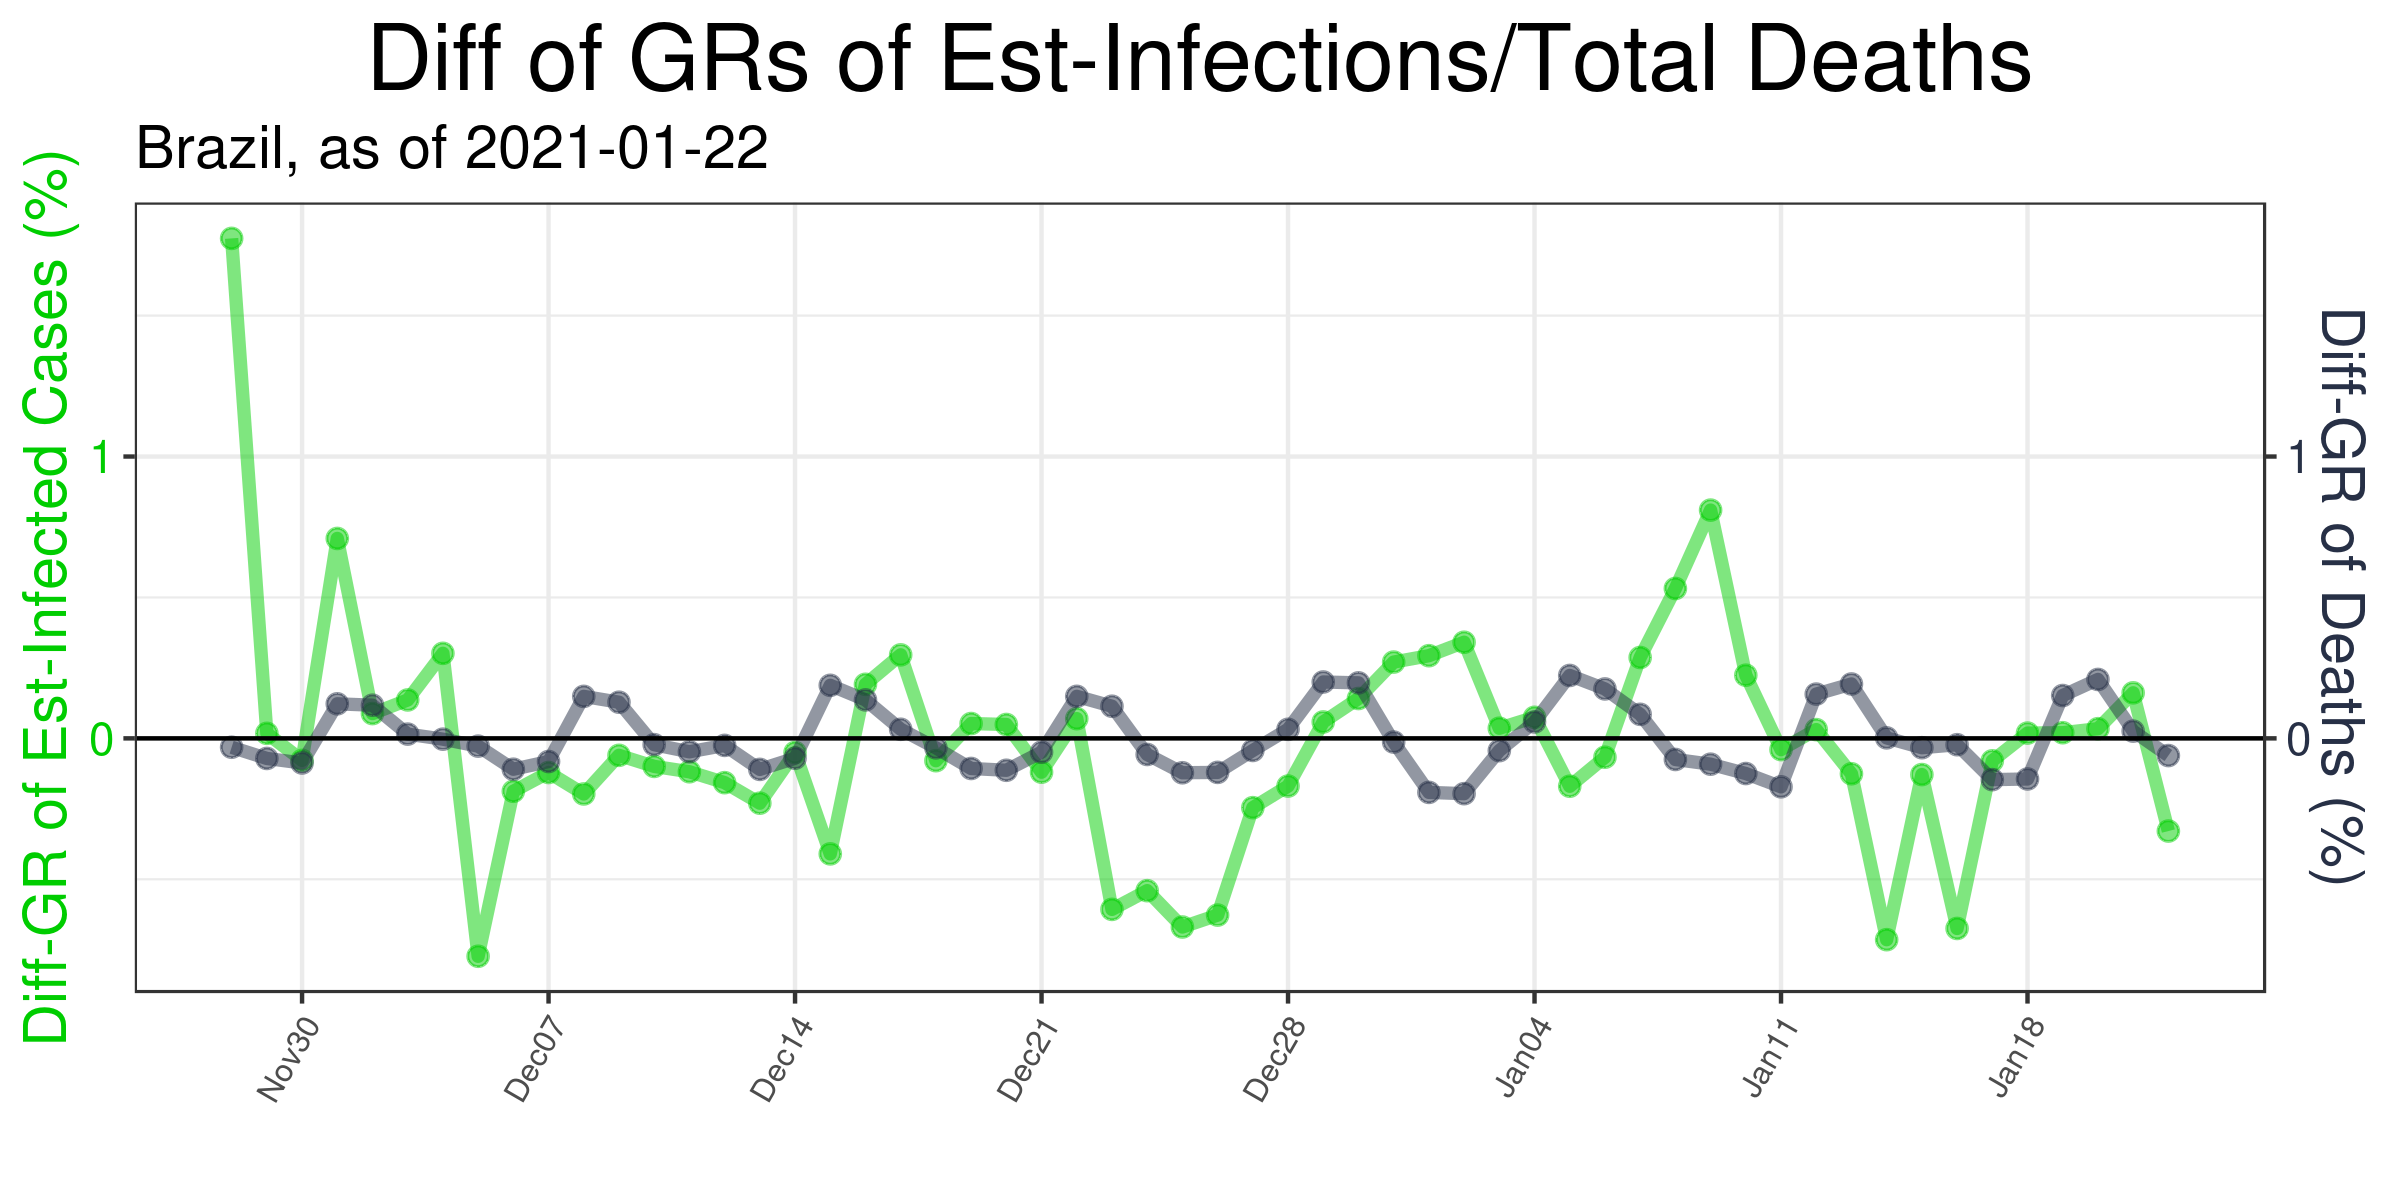 Diff of GRs of Est-Infections/Total Deaths
Brazil, as of 2021-01-22
Diff-GR of Est-Infected Cases (%)
1
0
1
0
Diff-GR of Deaths (%)
Nov30
Dec07
Dec14
Dec21
Dec28
Jan04
Jan11
Jan18